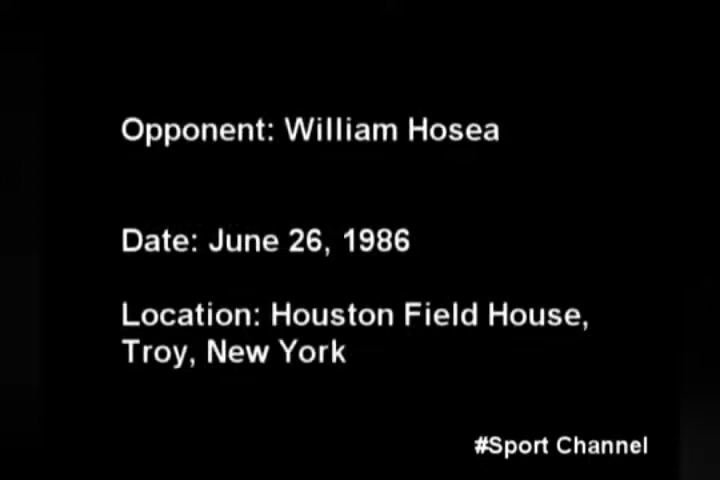 Opponent: William Hosea
Date: June 26, 1986
Location: Houston Field House,
Troy, New York
#Sport Channel